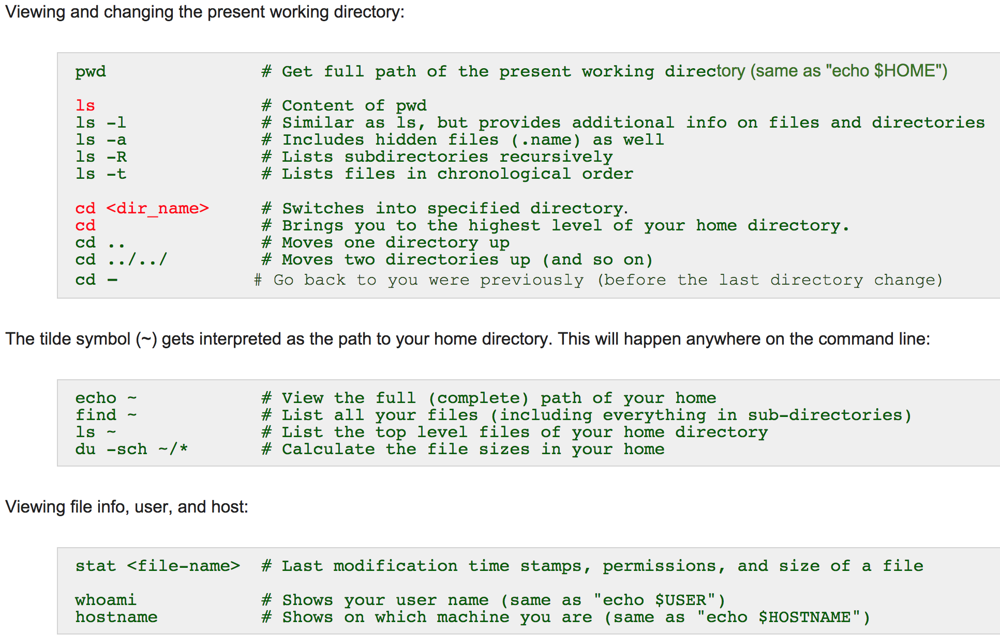 Viewing and changing the present working directory:
pwd # Get full path of the present working directory (same as "echo $HOME")
ls # Content of pwd
ls -l # Similar as ls, but provides additional info on files and directories
ls -a # Includes hidden files (.name) as well
ls -R # Lists subdirectories recursively
ls -t # Lists files in chronological order
cd <dir_name> # Switches into specified directory.
cd # Brings you to the highest level of your home directory.
cd .. # Moves one directory up
cd ../../ # Moves two directories up (and so on)
cd - # Go back to you were previously (before the last directory change)
The tilde symbol (~) gets interpreted as the path to your home directory. This will happen anywhere on the command line:
echo ~ # View the full (complete) path of your home
find ~ # List all your files (including everything in sub-directories)
ls ~ # List the top level files of your home directory
du -sch ~/* # Calculate the file sizes in your home
Viewing file info, user, and host:
stat <file-name> # Last modification time stamps, permissions, and size of a file
whoami # Shows your user name (same as "echo $USER")
hostname # Shows on which machine you are (same as "echo $HOSTNAME")